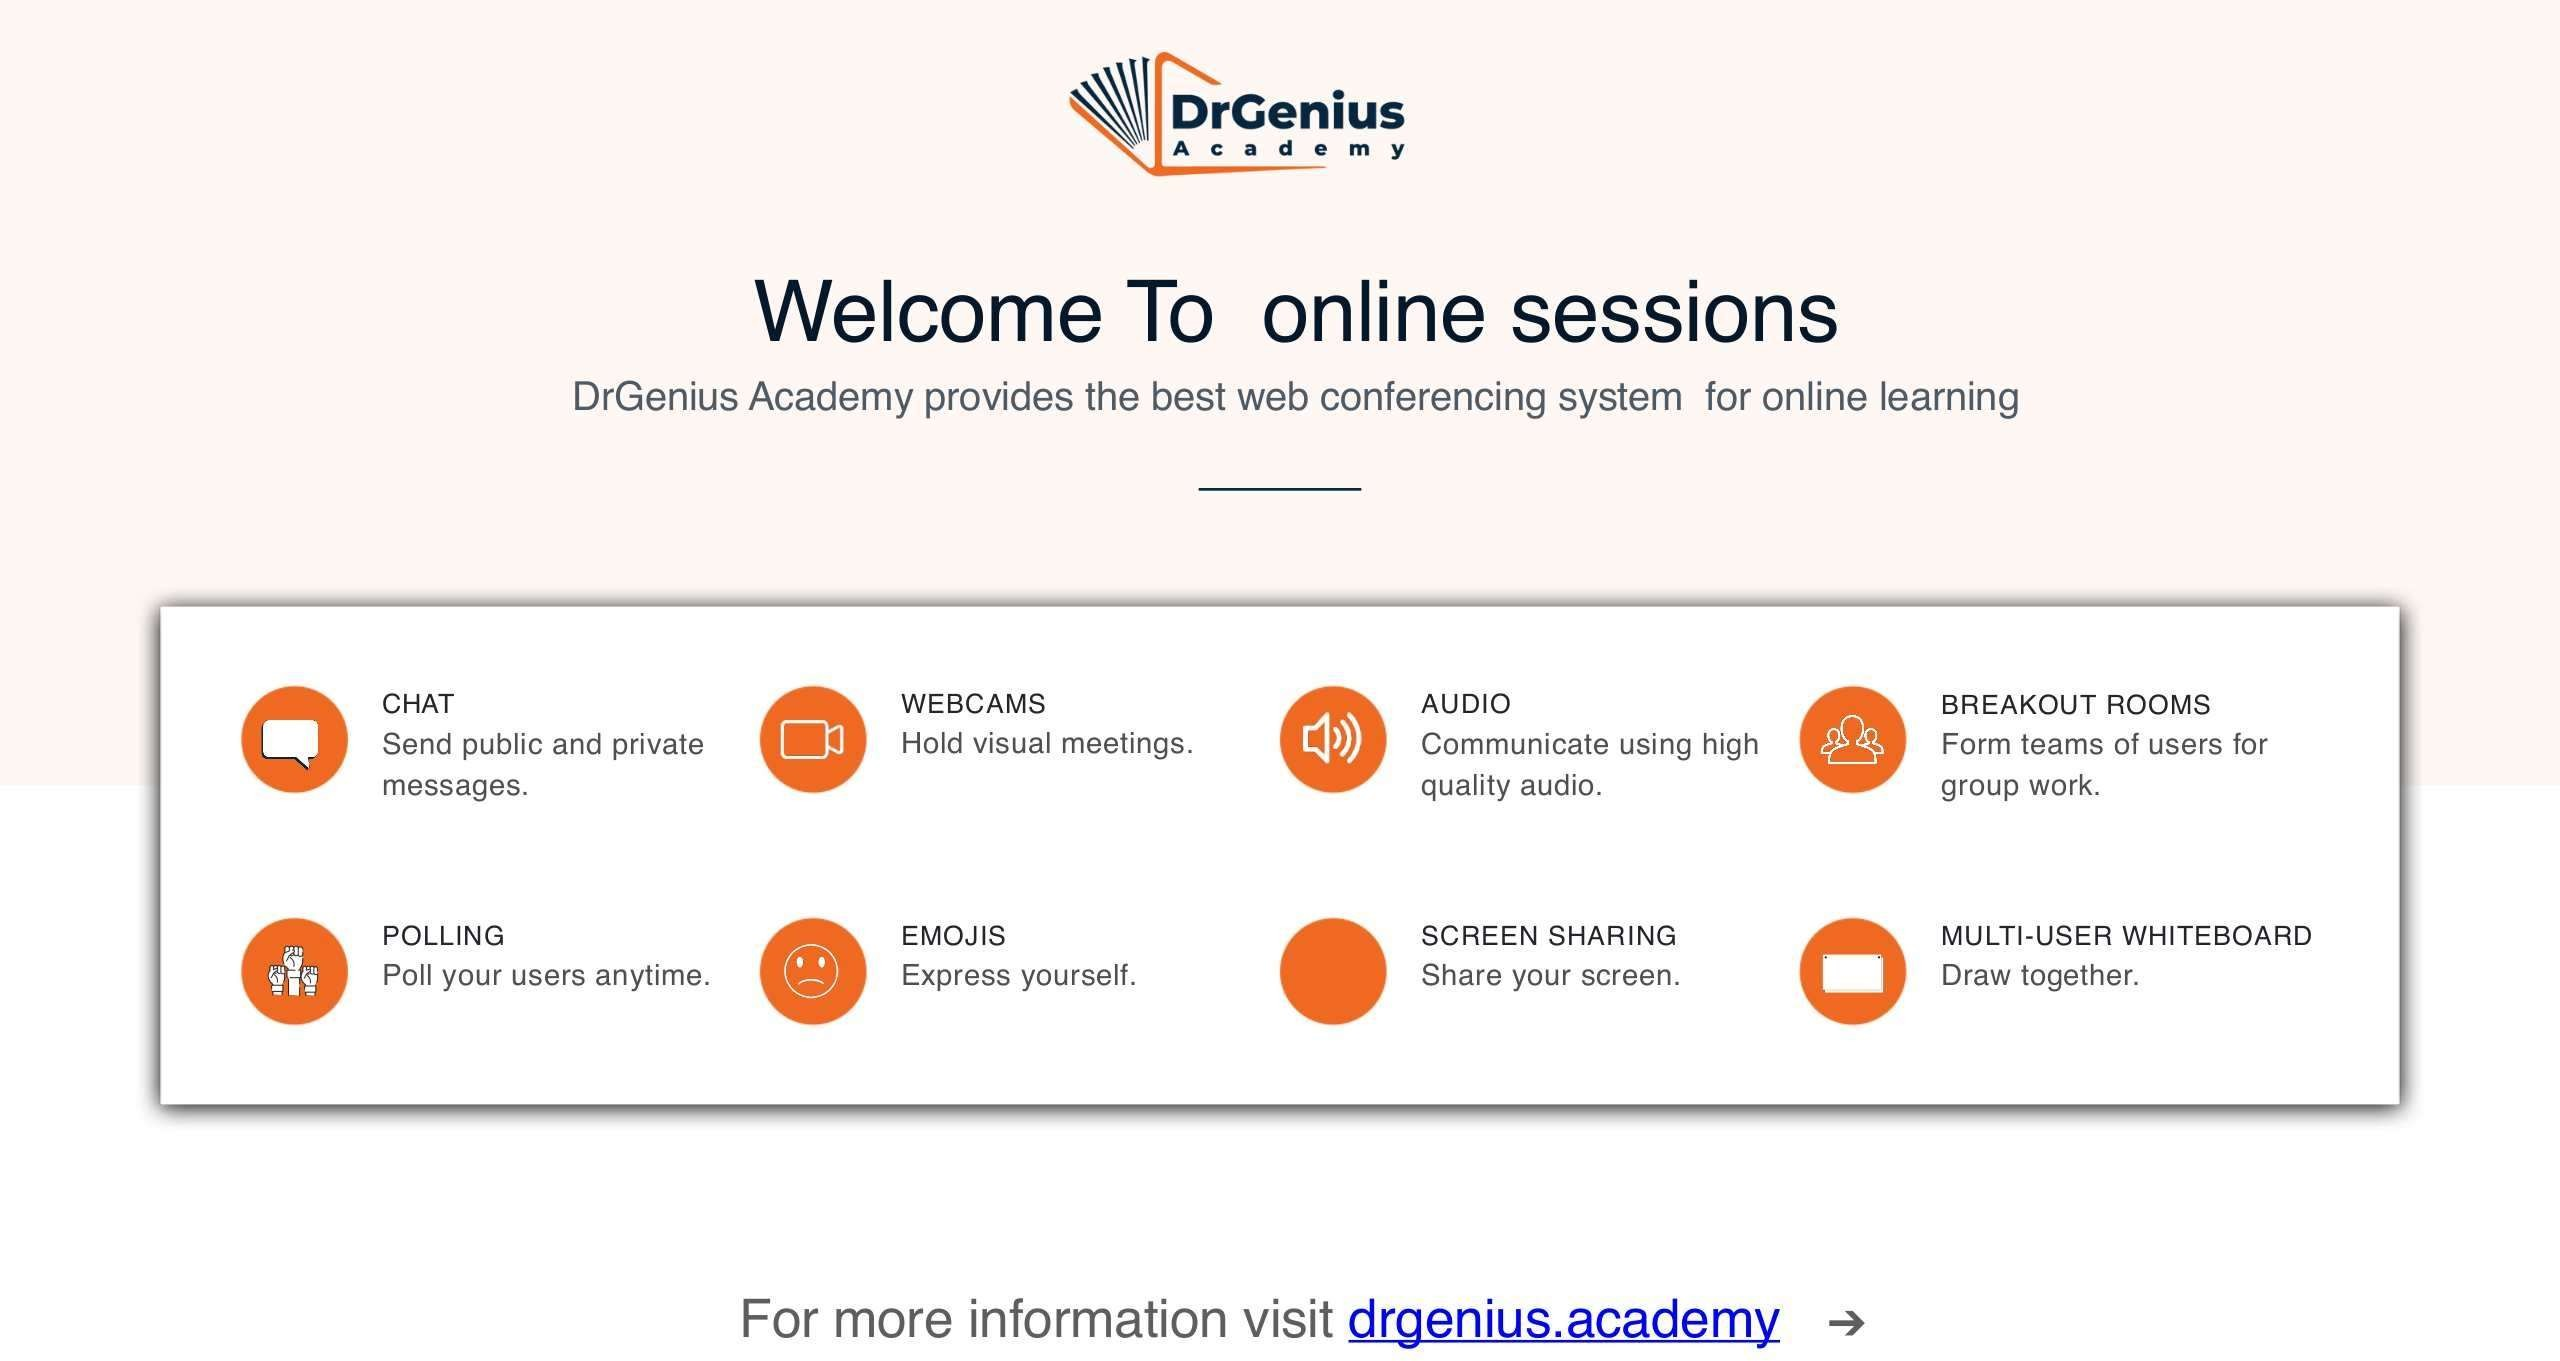 DrGenius
Academy
Welcome To  online sessions
DrGenius Academy provides the best web conferencing system  for online learning
CHAT
Send public and private
messages.
WEBCAMS
Hold visual meetings.
AUDIO
Communicate using high
quality audio.
BREAKOUT ROOMS
Form teams of users for
group work.
POLLING
Poll your users anytime.
EMOJIS
Express yourself.
SCREEN SHARING
Share your screen.
MULTI-USER WHITEBOARD
Draw together.
For more information visit drgenius.academy →